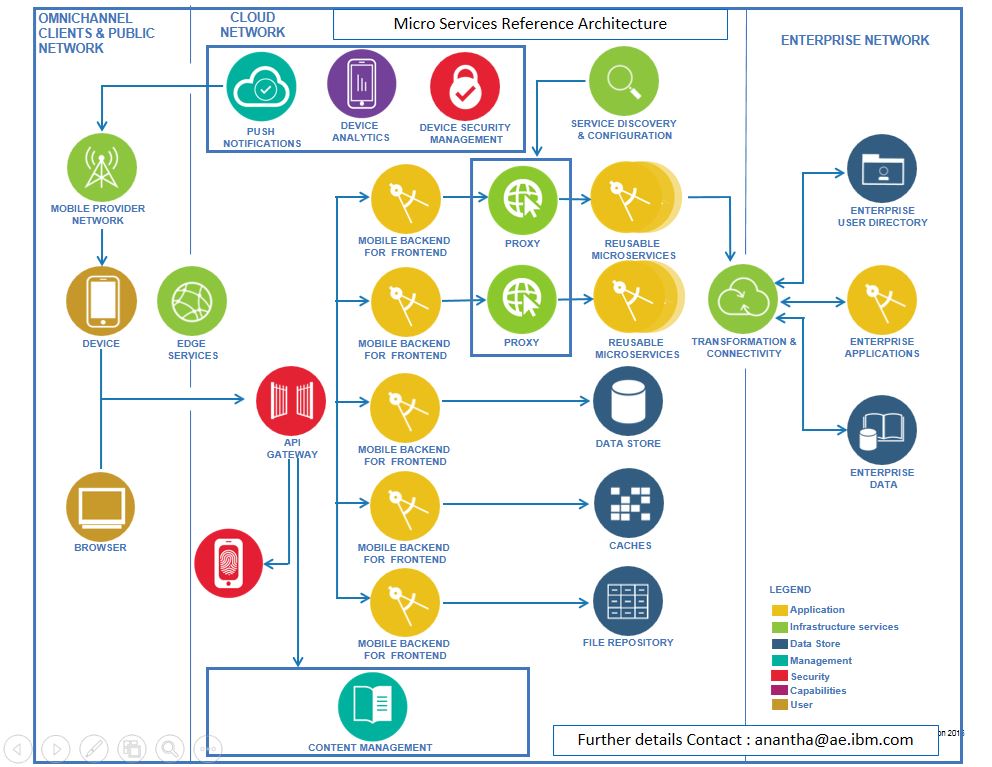 OMNICHANNEL
CLIENTS & PUBLIC
NETWORK
CLOUD
NETWORK
Micro Services Reference Architecture
ENTERPRISE NETWORK
PUSH
NOTIFICATIONS
DEVICE
ANALYTICS
DEVICE SECURITY
MANAGEMENT
SERVICE DISCOVERY
& CONFIGURATION
MOBILE PROVIDER
NETWORK
MOBILE BACKEND
FOR FRONTEND
PROXY
REUSABLE
MICROSERVICES
ENTERPRISE
USER DIRECTORY
DEVICE
EDGE
SERVICES
MOBILE BACKEND
FOR FRONTEND
PROXY
REUSABLE
MICROSERVICES
TRANSFORMATION &
CONNECTIVITY
ENTERPRISE
APPLICATIONS
API
GATEWAY
MOBILE BACKEND
FOR FRONTEND
DATA STORE
ENTERPRISE
DATA
BROWSER
MOBILE BACKEND
FOR FRONTEND
CACHES
MOBILE BACKEND
FOR FRONTEND
FILE REPOSITORY
LEGEND
Application
Infrastructure services
Data Store
Management
Security
Capabilities
User
CONTENT MANAGEMENT
Further details Contact : anantha@ae.ibm.com